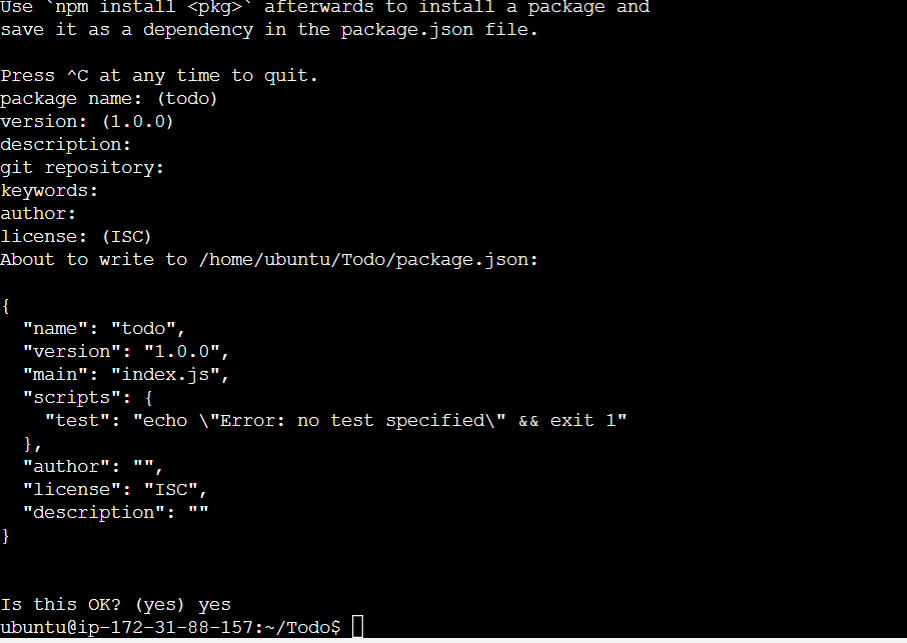 Use `npm install <pkg>` afterwards to install a package and
save it as a dependency in the package.json file.
Press ^C at any time to quit.
package name: (todo)
version: (1.0.0)
description:
git repository:
keywords:
author:
license: (ISC)
About to write to /home/ubuntu/Todo/package.json:
{
  "name": "todo",
  "version": "1.0.0",
  "main": "index.js",
  "scripts": {
    "test": "echo \"Error: no test specified\" && exit 1"
  },
  "author": "",
  "license": "ISC",
  "description": ""
}
Is this OK? (yes) yes
ubuntu@ip-172-31-88-157:~/Todo$